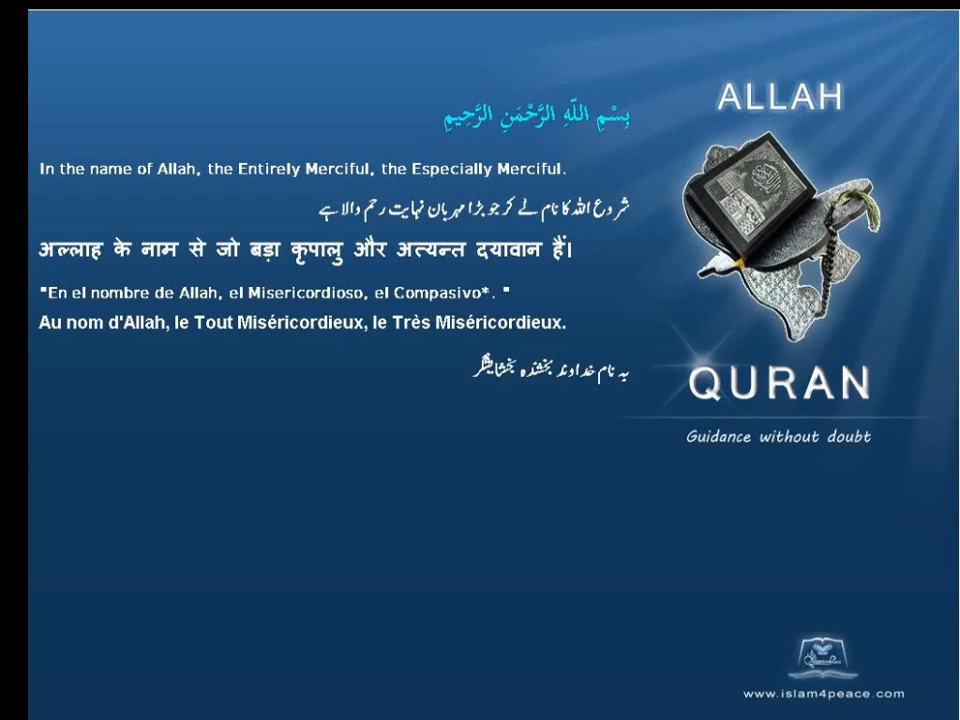 بِسْمِ اللّهِ الرَّحْمَنِ الرَّحِيمِ
In the name of Allah, the Entirely Merciful, the Especially Merciful.
شروع الله کا نام لے کر جو بڑا مہربان نہایت رحم والا ہے
अल्लाह के नाम से जो बड़ा कृपालु और अत्यन्त दयावान हैं।
"En el nombre de Allah, el Misericordioso, el Compasivo*. "
Au nom d'Allah, le Tout Miséricordieux, le Très Miséricordieux.
به نام خداوند بخشنده بخشایشگر
ALLAH
QURAN
Guidance without doubt
www.islam4peace.com